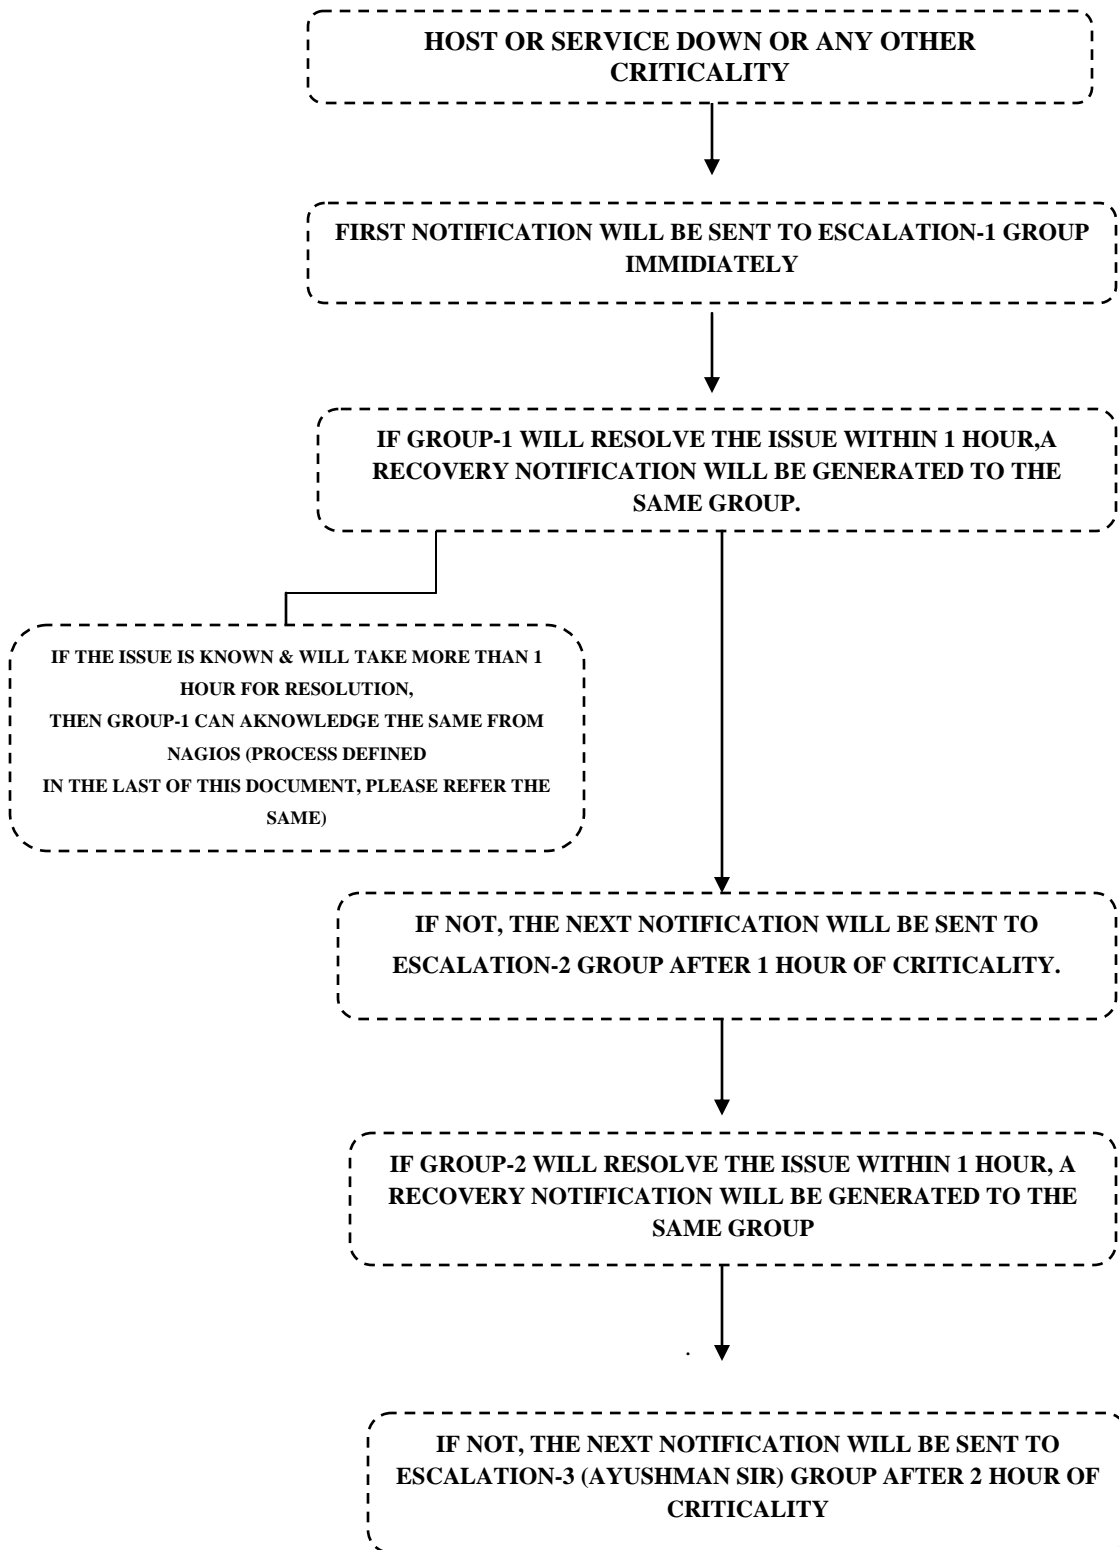 HOST OR SERVICE DOWN OR ANY OTHER
CRITICALITY
FIRST NOTIFICATION WILL BE SENT TO ESCALATION-1 GROUP
IMMIDIATELY
IF GROUP-1 WILL RESOLVE THE ISSUE WITHIN 1 HOUR,A
RECOVERY NOTIFICATION WILL BE GENERATED TO THE
SAME GROUP.
IF THE ISSUE IS KNOWN & WILL TAKE MORE THAN 1
HOUR FOR RESOLUTION,
THEN GROUP-1 CAN AKNOWLEDGE THE SAME FROM
NAGIOS (PROCESS DEFINED
IN THE LAST OF THIS DOCUMENT, PLEASE REFER THE
SAME)
IF NOT, THE NEXT NOTIFICATION WILL BE SENT TO
ESCALATION-2 GROUP AFTER 1 HOUR OF CRITICALITY.
IF GROUP-2 WILL RESOLVE THE ISSUE WITHIN 1 HOUR, A
RECOVERY NOTIFICATION WILL BE GENERATED TO THE
SAME GROUP
.
IF NOT, THE NEXT NOTIFICATION WILL BE SENT TO
ESCALATION-3 (AYUSHMAN SIR) GROUP AFTER 2 HOUR OF
CRITICALITY